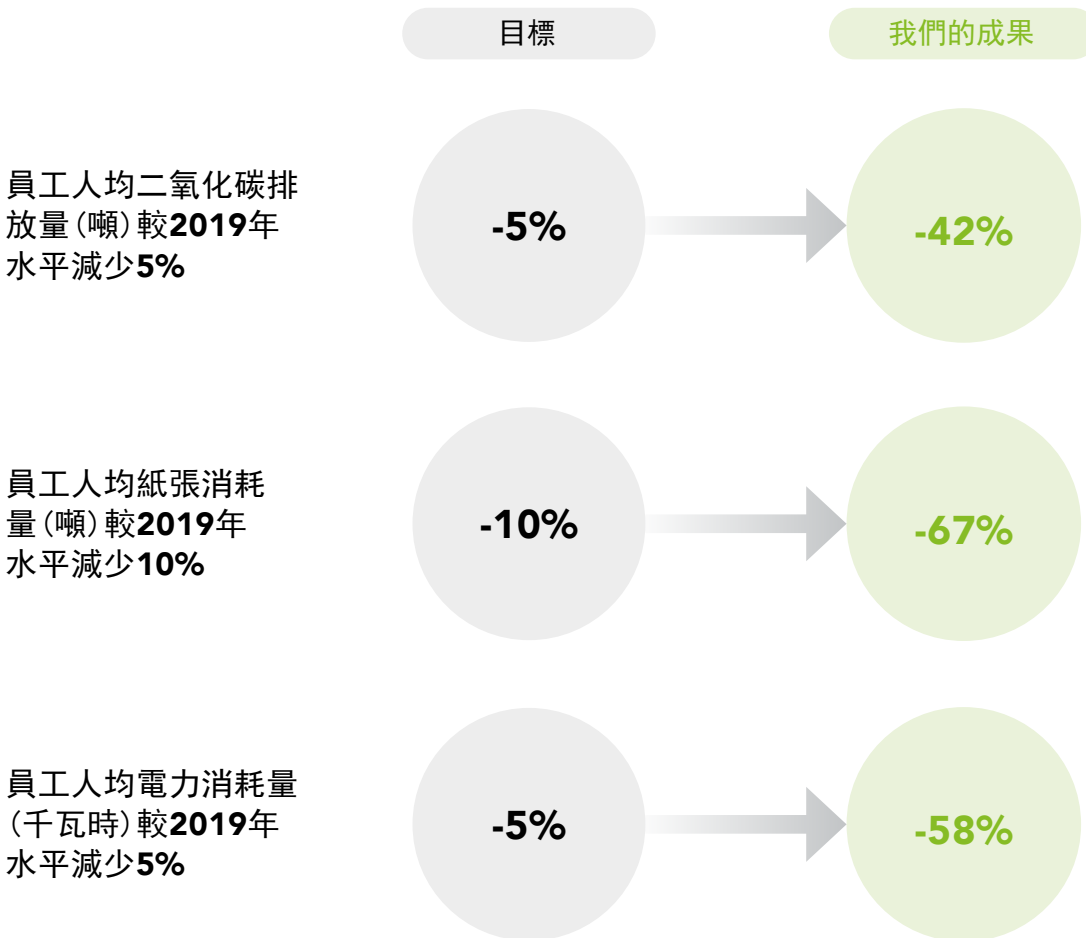 目標
我們的成果
員工人均二氧化碳排
放量(噸)較2019年
水平減少5%
-5%
-42%
員工人均紙張消耗
量(噸)較2019年
水平減少10%
-10%
-67%
員工人均電力消耗量
(千瓦時)較2019年
水平減少5%
-5%
-58%